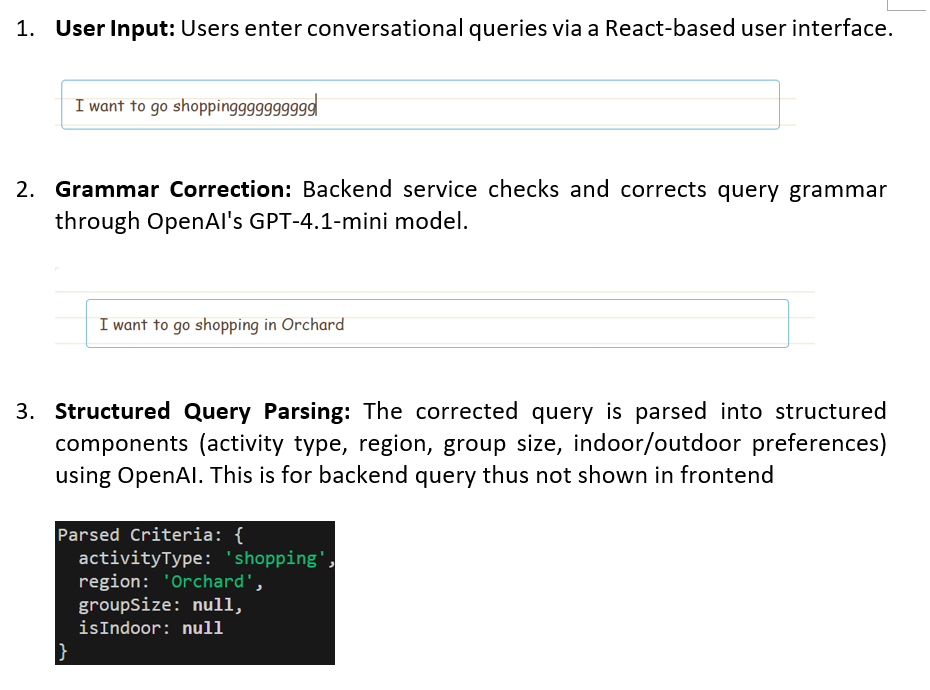 1. User Input: Users enter conversational queries via a React-based user interface.
I want to go shoppingggggggggg
2. Grammar Correction: Backend service checks and corrects query grammar
through OpenAI's GPT-4.1-mini model.
I want to go shopping in Orchard
3. Structured Query Parsing: The corrected query is parsed into structured
components (activity type, region, group size, indoor/outdoor preferences)
using OpenAI. This is for backend query thus not shown in frontend
Parsed Criteria: {
activityType: 'shopping',
region: 'Orchard',
groupSize: null,
isIndoor: null
}